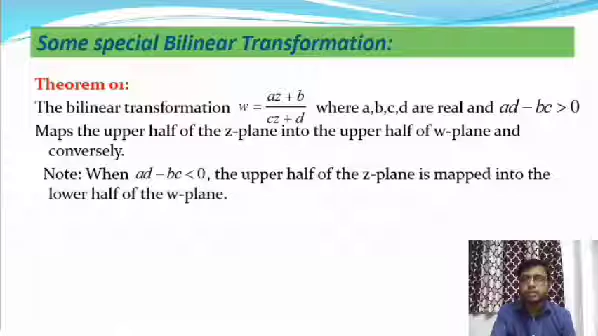 Some special Bilinear Transformation:
Theorem 01:
The bilinear transformation w = (az + b)/(cz + d) where a,b,c,d are real and ad − bc > 0
Maps the upper half of the z-plane into the upper half of w-plane and
conversely.
Note: When ad − bc < 0, the upper half of the z-plane is mapped into the
lower half of the w-plane.